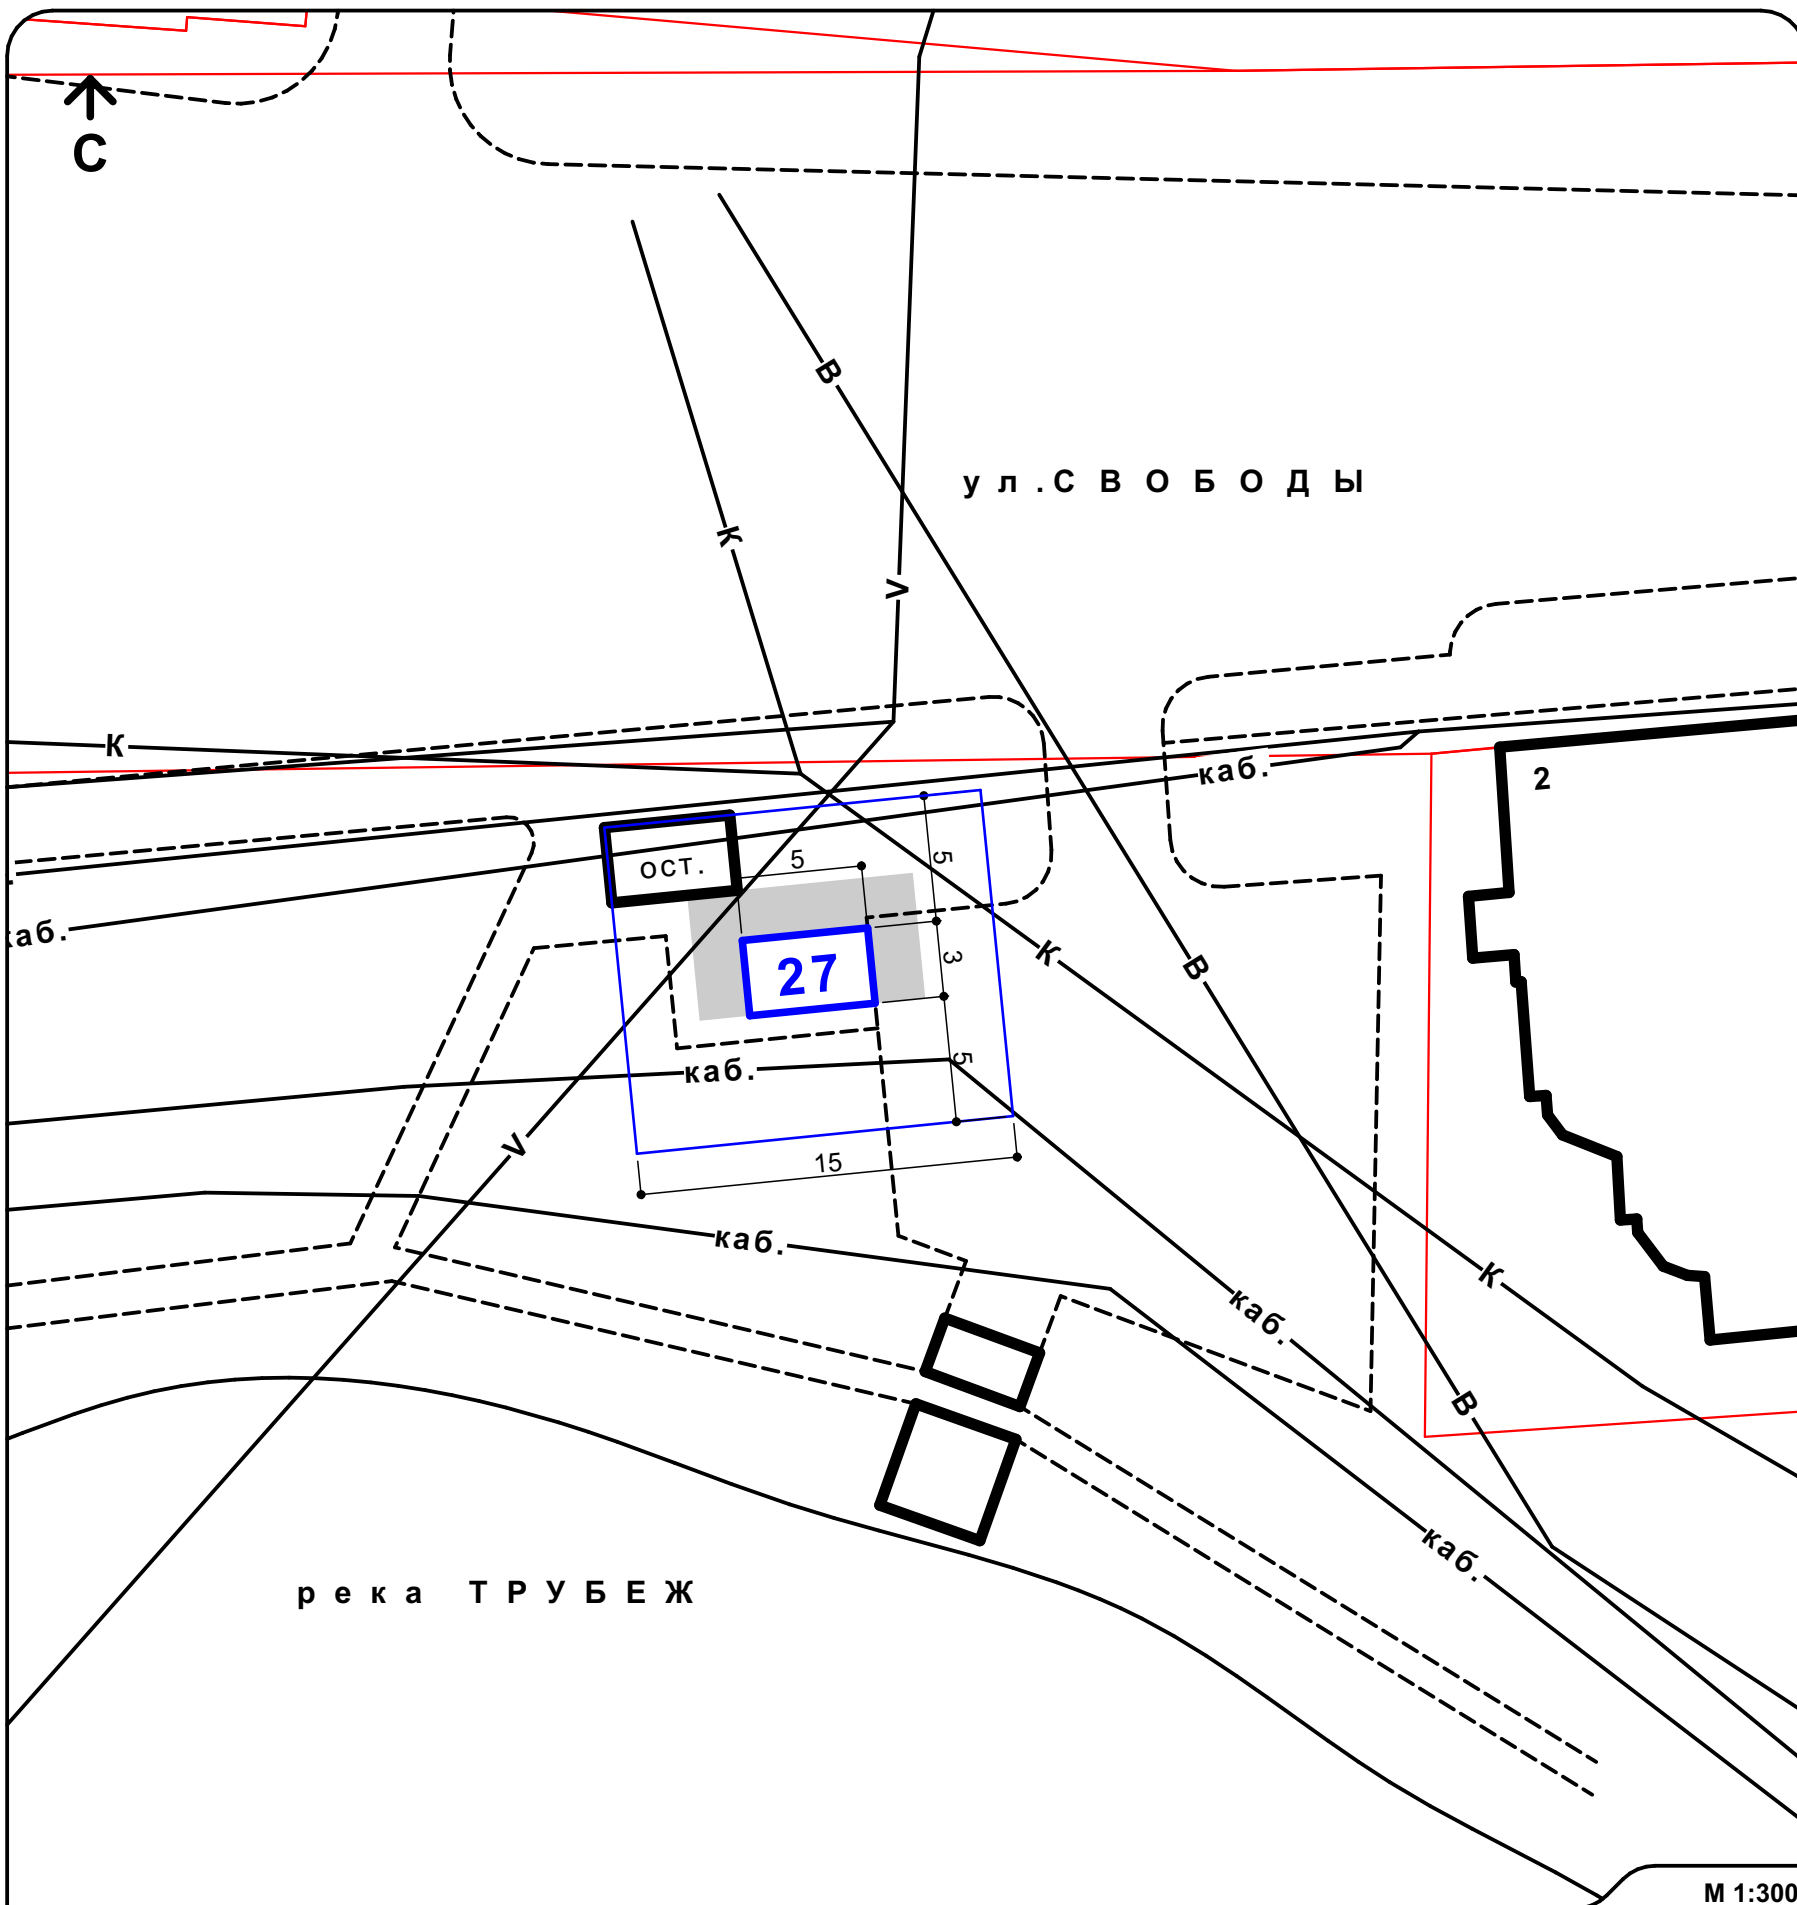 С
В
ул.СВОБОДЫ
К
V
К
каб.
2
ост.
5
5
каб.
27
3
К
В
5
каб.
V
15
каб.
К
каб.
В
каб.
река ТРУБЕЖ
М 1:300